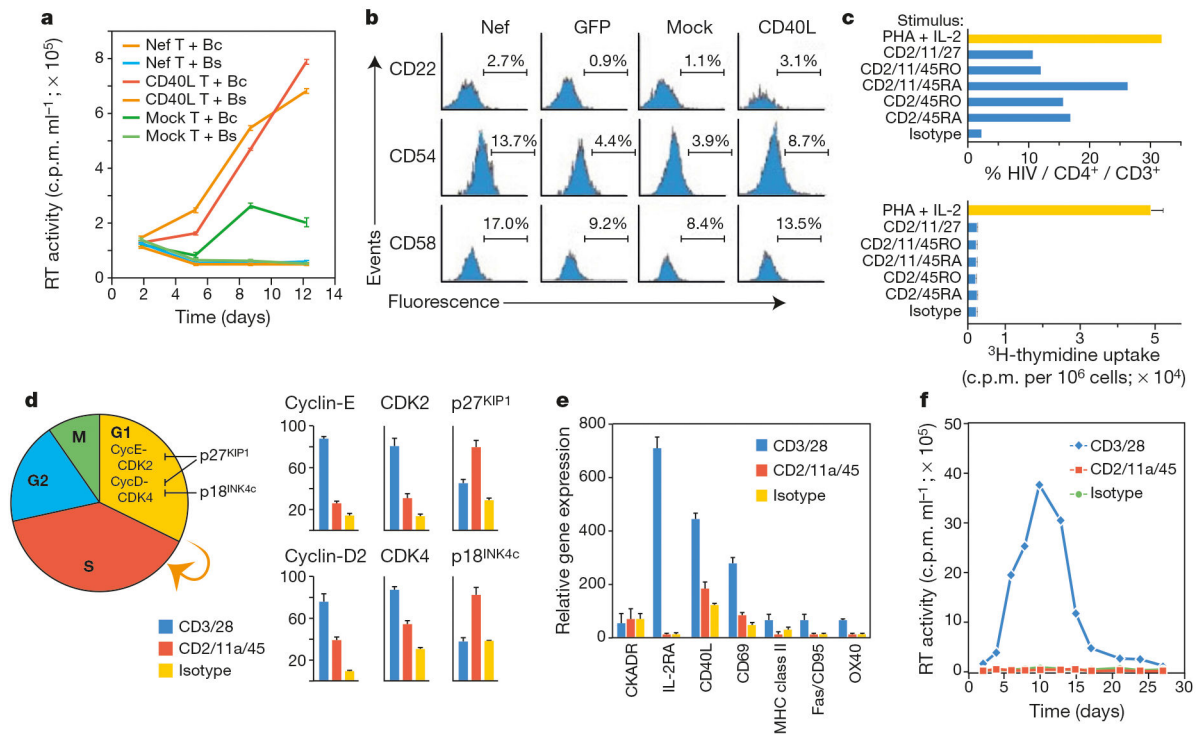 a
RT activity (c.p.m. ml⁻¹; × 10⁵)
8
6
4
2
0
Nef T + Bc
Nef T + Bs
CD40L T + Bc
CD40L T + Bs
Mock T + Bc
Mock T + Bs
0 2 4 6 8 10 12 14
Time (days)
b
Nef GFP Mock CD40L
CD22 2.7% 0.9% 1.1% 3.1%
CD54 13.7% 4.4% 3.9% 8.7%
CD58 17.0% 9.2% 8.4% 13.5%
Events
Fluorescence
c
Stimulus:
PHA + IL-2
CD2/11/27
CD2/11/45RO
CD2/11/45RA
CD2/45RO
CD2/45RA
Isotype
0 10 20 30
% HIV / CD4⁺ / CD3⁺
PHA + IL-2
CD2/11/27
CD2/11/45RO
CD2/11/45RA
CD2/45RO
CD2/45RA
Isotype
0 1 3 5
³H-thymidine uptake
(c.p.m. per 10⁶ cells; × 10⁴)
d
M
G1
CycE-
CDK2
CycD-
CDK4
p27ᴷᴵᴾ¹
p18ᴵᴺᴷ⁴ᶜ
G2
S
CD3/28
CD2/11a/45
Isotype
Cyclin-E CDK2 p27ᴷᴵᴾ¹
100
60
20
Cyclin-D2 CDK4 p18ᴵᴺᴷ⁴ᶜ
100
60
20
e
Relative gene expression
800
600
400
200
0
CD3/28
CD2/11a/45
Isotype
CKADR
IL-2RA
CD40L
CD69
MHC class II
Fas/CD95
OX40
f
RT activity (c.p.m. ml⁻¹; × 10⁵)
50
40
30
20
10
0
CD3/28
CD2/11a/45
Isotype
0 5 10 15 20 25 30
Time (days)